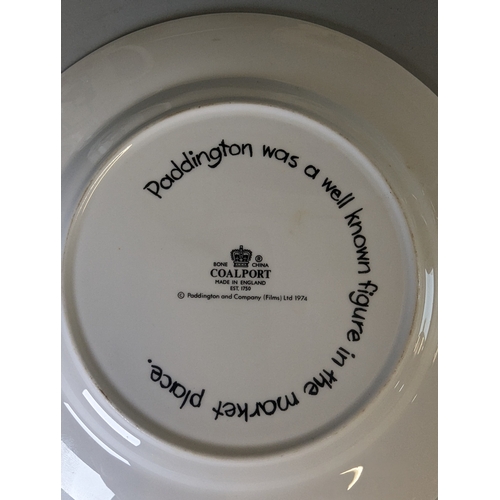 Paddington was a well known figure in the market place.
BONE CHINA ®
COALPORT
MADE IN ENGLAND
EST. 1750
© Paddington and Company (Films) Ltd 1974